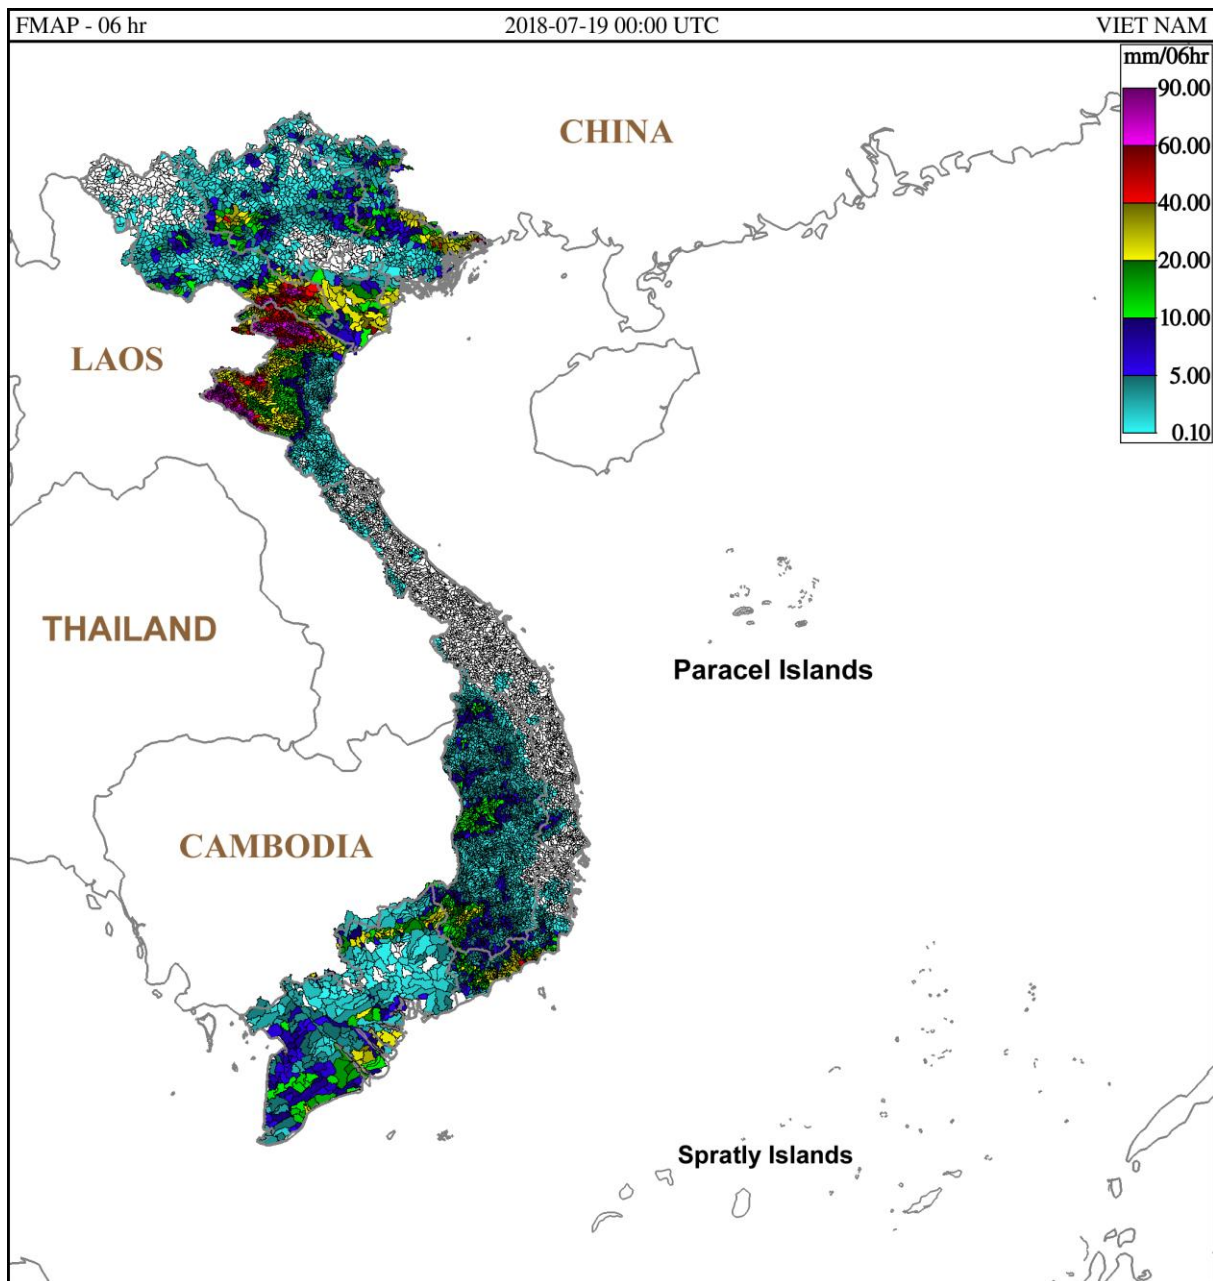 FMAP - 06 hr 2018-07-19 00:00 UTC VIET NAM
mm/06hr
90.00
CHINA
60.00
40.00
20.00
10.00
LAOS
5.00
0.10
THAILAND
Paracel Islands
CAMBODIA
Spratly Islands